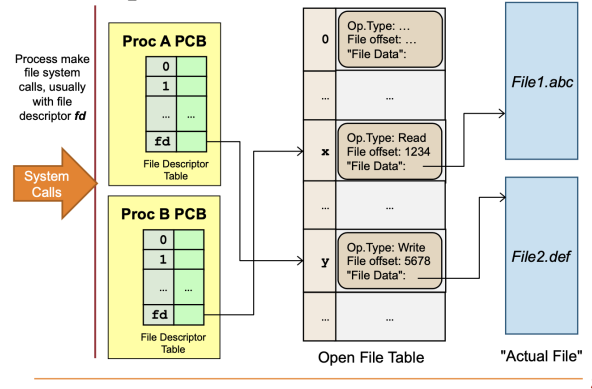 Process make
file system
calls, usually
with file
descriptor fd
System
Calls
Proc A PCB
0
1
... ...
fd
File Descriptor
Table
Proc B PCB
0
1
... ...
fd
File Descriptor
Table
0
Op.Type: ...
File offset: ...
"File Data":
... ...
x
Op.Type: Read
File offset: 1234
"File Data":
... ...
y
Op.Type: Write
File offset: 5678
"File Data":
... ...
Open File Table
File1.abc
File2.def
"Actual File"